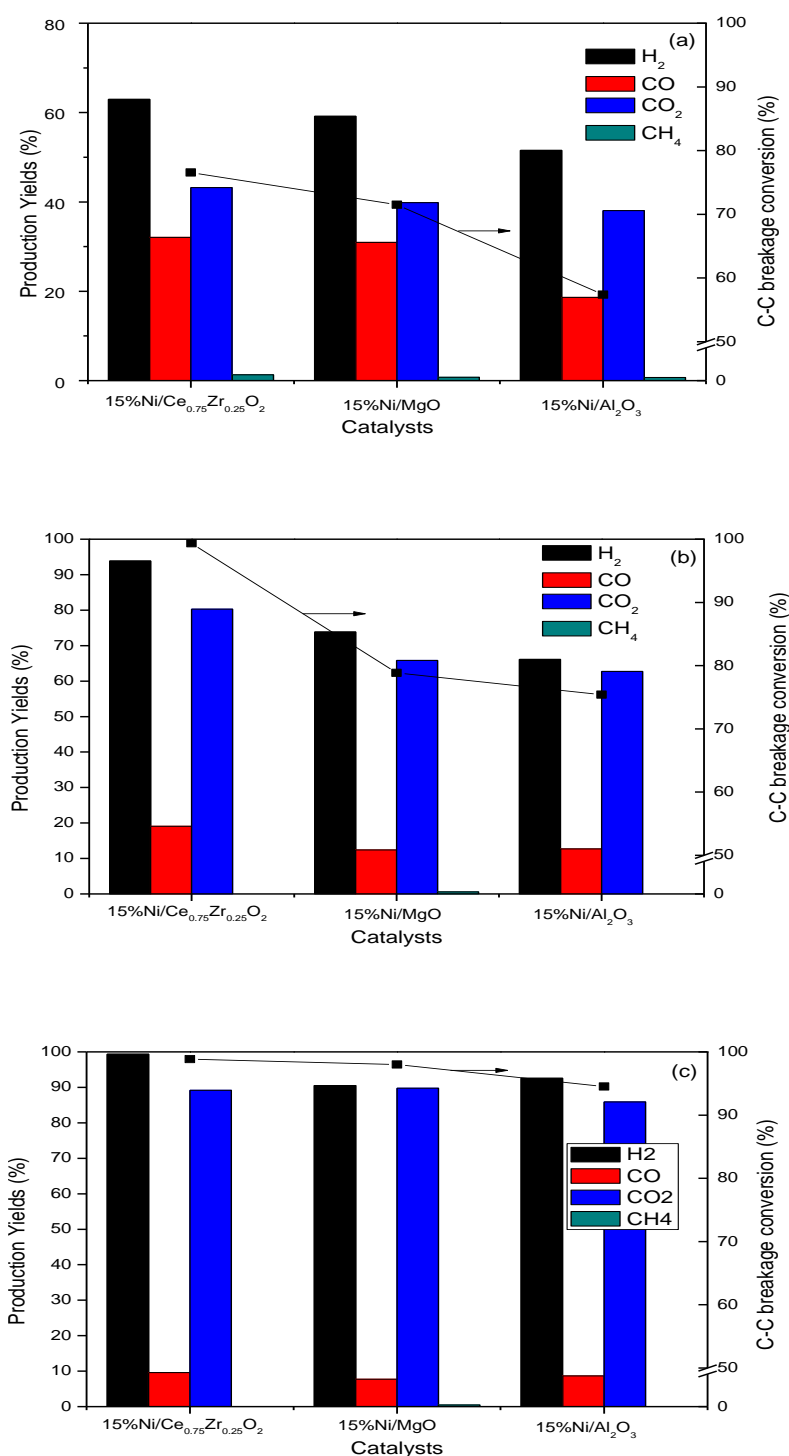 80
100
(a)
H2
90
CO
60
CO2
80
CH4
40
70
60
20
50
0
0
15%Ni/Ce0.75Zr0.25O2
15%Ni/MgO
15%Ni/Al2O3
Catalysts
Production Yields (%)
C-C breakage conversion (%)
100
100
(b)
H2
90
CO
90
80
CO2
70
CH4
80
60
50
70
40
30
60
20
10
50
0
0
15%Ni/Ce0.75Zr0.25O2
15%Ni/MgO
15%Ni/Al2O3
Catalysts
Production Yields (%)
C-C breakage conversion (%)
100
100
(c)
90
90
80
H2
70
CO
80
60
CO2
50
CH4
70
40
30
60
20
10
50
0
0
15%Ni/Ce0.75Zr0.25O2
15%Ni/MgO
15%Ni/Al2O3
Catalysts
Production Yields (%)
C-C breakage conversion (%)